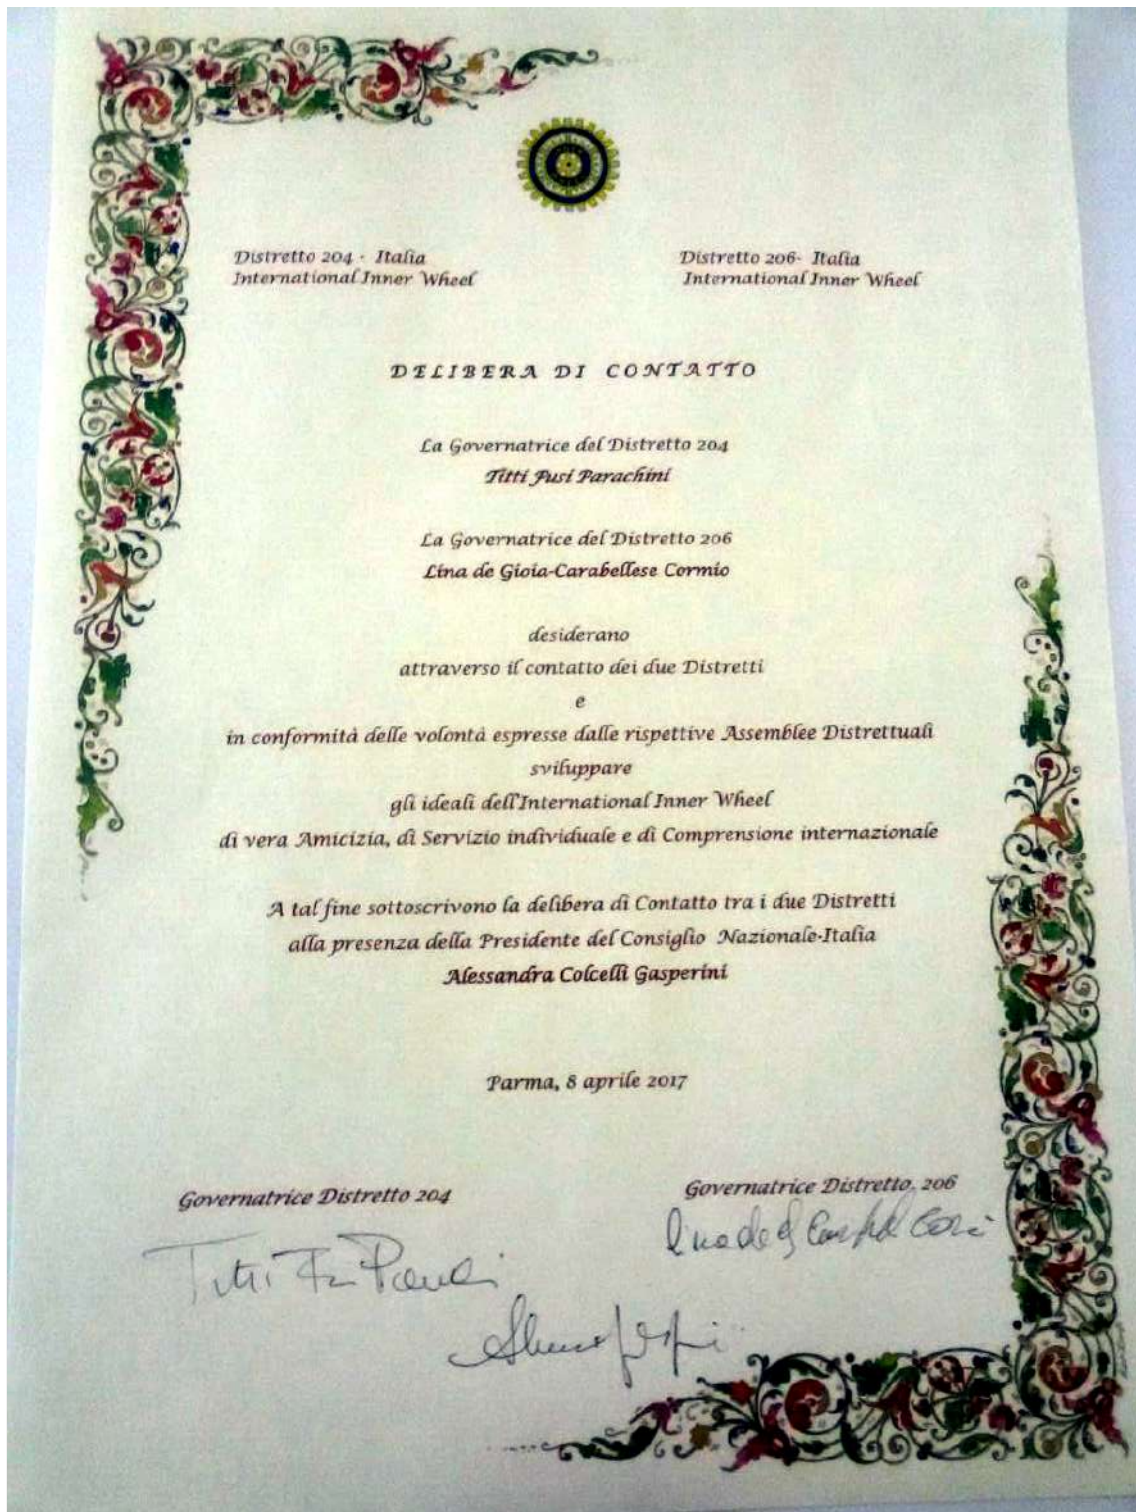 Distretto 204 - Italia
International Inner Wheel
Distretto 206- Italia
International Inner Wheel
DELIBERA DI CONTATTO
La Governatrice del Distretto 204
Titti Fusi Parachini
La Governatrice del Distretto 206
Lina de Gioia-Carabellese Cormio
desiderano
attraverso il contatto dei due Distretti
e
in conformità delle volontà espresse dalle rispettive Assemblee Distrettuali
sviluppare
gli ideali dell'International Inner Wheel
di vera Amicizia, di Servizio individuale e di Comprensione internazionale
A tal fine sottoscrivono la delibera di Contatto tra i due Distretti
alla presenza della Presidente del Consiglio Nazionale-Italia
Alessandra Colcelli Gasperini
Parma, 8 aprile 2017
Governatrice Distretto 204
Governatrice Distretto. 206
Titti